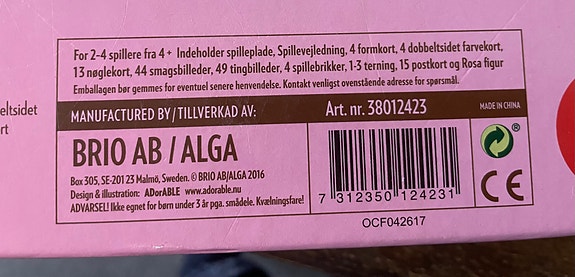 For 2-4 spillere fra 4+ Indeholder spilleplade, Spillevejledning, 4 formkort, 4 dobbeltsidet farvekort,
13 nøglekort, 44 smagsbilleder, 49 tingbilleder, 4 spillebrikker, 1-3 terning, 15 postkort og Rosa figur
Emballagen bør gemmes for eventuel senere henvendelse. Kontakt venligst ovenstående adresse for spørsmål.
MANUFACTURED BY / TILLVERKAD AV:
Art. nr. 38012423
MADE IN CHINA
BRIO AB / ALGA
Box 305, SE-201 23 Malmö, Sweden. © BRIO AB/ALGA 2016
Design & illustration: ADorABLE www.adorable.nu
ADVARSEL! Ikke egnet for børn under 3 år pga. smådele. Kvælningsfare!
7 312350 124231
CE
OCF042617
eltsidet
rt